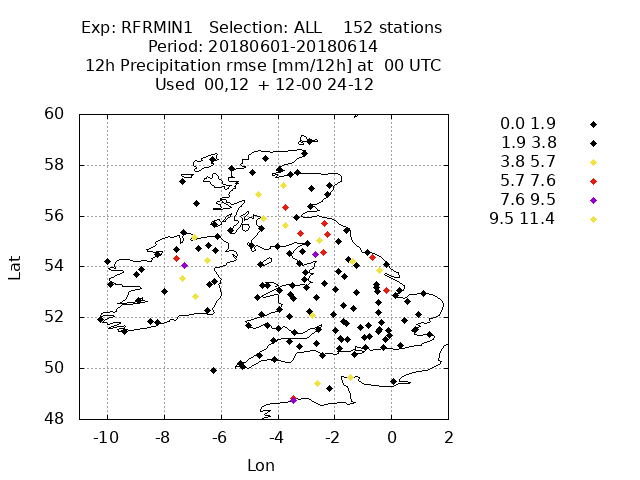 Exp: RFRMIN1 Selection: ALL 152 stations
Period: 20180601-20180614
12h Precipitation rmse [mm/12h] at 00 UTC
Used 00,12 + 12-00 24-12
60
58
56
54
52
50
48
Lat
-10 -8 -6 -4 -2 0 2
Lon
0.0 1.9
1.9 3.8
3.8 5.7
5.7 7.6
7.6 9.5
9.5 11.4